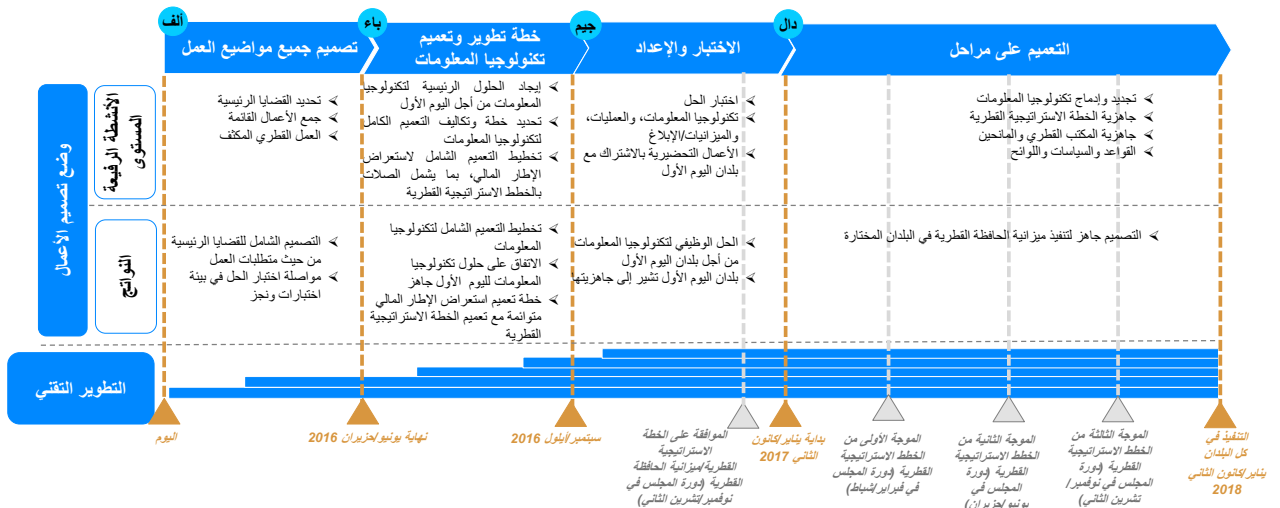 ألف
باء
جيم
دال
تصميم جميع مواضيع العمل
خطة تطوير وتعميم
تكنولوجيا المعلومات
الاختبار والإعداد
التعميم على مراحل
وضع تصميم الأعمال
الأنشطة الرفيعة
المستوى
تحديد القضايا الرئيسية
جمع الأعمال القائمة
العمل القطري المكثف
إيجاد الحلول الرئيسية لتكنولوجيا
المعلومات من أجل اليوم الأول
تحديد خطة وتكاليف التعميم الكامل
لتكنولوجيا المعلومات
تخطيط التعميم الشامل لاستعراض
الإطار المالي، بما يشمل الصلات
بالخطط الاستراتيجية القطرية
اختبار الحل
تكنولوجيا المعلومات، والعمليات،
والميزانيات/الإبلاغ
الأعمال التحضيرية بالاشتراك مع
بلدان اليوم الأول
تجديد وإدماج تكنولوجيا المعلومات
جاهزية الخطة الاستراتيجية القطرية
جاهزية المكتب القطري والمانحين
القواعد والسياسات واللوائح
النواتج
التصميم الشامل للقضايا الرئيسية
من حيث متطلبات العمل
مواصلة اختبار الحل في بيئة
اختبارات ونجز
تخطيط التعميم الشامل لتكنولوجيا
المعلومات
الاتفاق على حلول تكنولوجيا
المعلومات لليوم الأول جاهز
خطة تعميم استعراض الإطار المالي
متوائمة مع تعميم الخطة الاستراتيجية
القطرية
الحل الوظيفي لتكنولوجيا المعلومات
من أجل بلدان اليوم الأول
بلدان اليوم الأول تشير إلى جاهزيتها
التصميم جاهز لتنفيذ ميزانية الحافظة القطرية في البلدان المختارة
التطوير التقني
اليوم
نهاية يونيو/حزيران 2016
سبتمبر/أيلول 2016
الموافقة على الخطة
الاستراتيجية
القطرية/ميزانية الحافظة
القطرية (دورة المجلس في
نوفمبر/تشرين الثاني)
بداية يناير/كانون
الثاني 2017
الموجة الأولى من
الخطط الاستراتيجية
القطرية (دورة المجلس
في فبراير/شباط)
الموجة الثانية من
الخطط الاستراتيجية
القطرية (دورة
المجلس في
يونيو/حزيران)
الموجة الثالثة من
الخطط الاستراتيجية
القطرية (دورة
المجلس في نوفمبر/
تشرين الثاني)
التنفيذ في
كل البلدان
يناير/كانون الثاني
2018